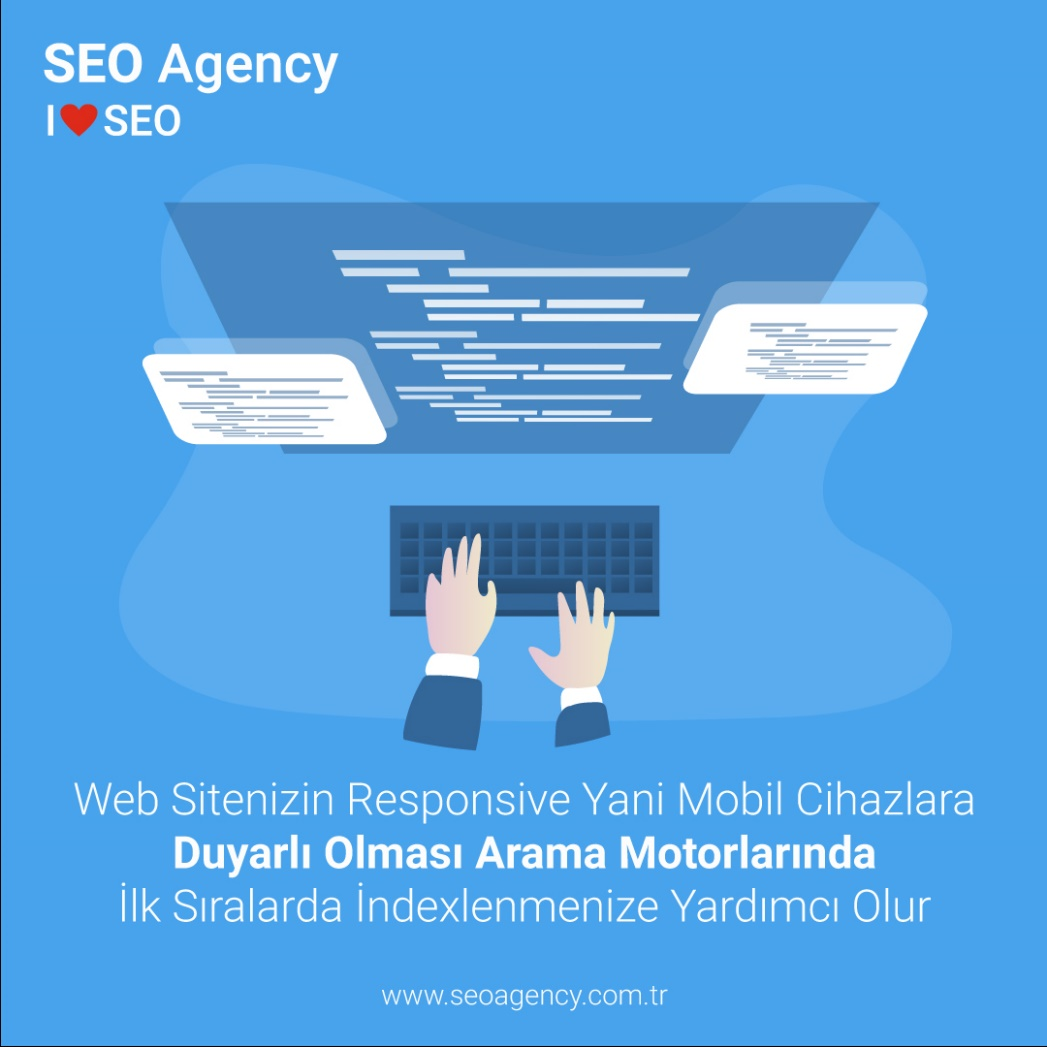 SEO Agency
I❤SEO
Web Sitenizin Responsive Yani Mobil Cihazlara
Duyarlı Olması Arama Motorlarında
İlk Sıralarda İndexlenmenize Yardımcı Olur
www.seoagency.com.tr